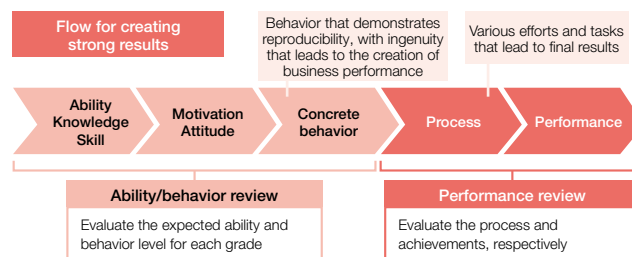 Flow for creating
strong results
Behavior that demonstrates
reproducibility, with ingenuity
that leads to the creation of
business performance
Various efforts and tasks
that lead to final results
Ability
Knowledge
Skill
Motivation
Attitude
Concrete
behavior
Process
Performance
Ability/behavior review
Evaluate the expected ability and
behavior level for each grade
Performance review
Evaluate the process and
achievements, respectively